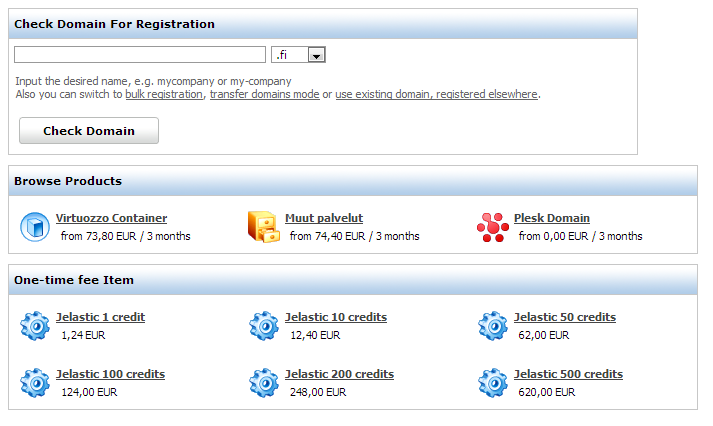 Check Domain For Registration
.fi
Input the desired name, e.g. mycompany or my-company
Also you can switch to bulk registration, transfer domains mode or use existing domain, registered elsewhere.
Check Domain
Browse Products
Virtuozzo Container
from 73,80 EUR / 3 months
Muut palvelut
from 74,40 EUR / 3 months
Plesk Domain
from 0,00 EUR / 3 months
One-time fee Item
Jelastic 1 credit
1,24 EUR
Jelastic 10 credits
12,40 EUR
Jelastic 50 credits
62,00 EUR
Jelastic 100 credits
124,00 EUR
Jelastic 200 credits
248,00 EUR
Jelastic 500 credits
620,00 EUR